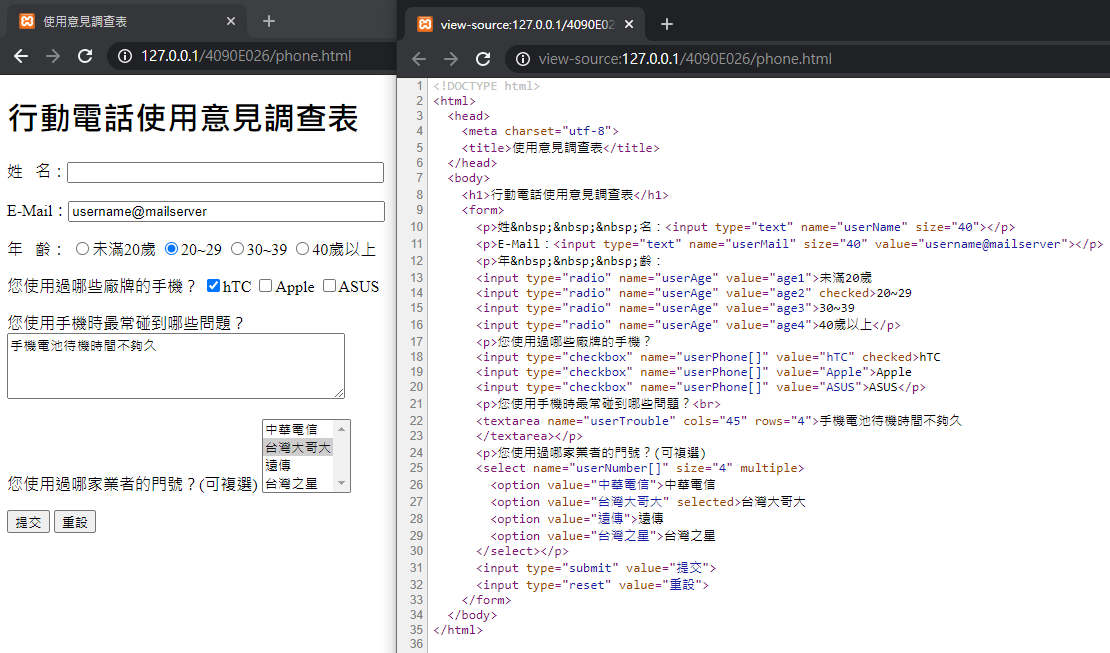 使用意見調查表
127.0.0.1/4090E026/phone.html
行動電話使用意見調查表
姓 名：
E-Mail：username@mailserver
年 齡： 未滿20歲 20~29 30~39 40歲以上
您使用過哪些廠牌的手機？ hTC Apple ASUS
您使用手機時最常碰到哪些問題？
手機電池待機時間不夠久
中華電信
台灣大哥大
遠傳
您使用過哪家業者的門號？(可複選) 台灣之星
提交 重設
view-source:127.0.0.1/4090E02
view-source:127.0.0.1/4090E026/phone.html
1 <!DOCTYPE html>
2 <html>
3 <head>
4 <meta charset="utf-8">
5 <title>使用意見調查表</title>
6 </head>
7 <body>
8 <h1>行動電話使用意見調查表</h1>
9 <form>
10 <p>姓&nbsp;&nbsp;&nbsp;名：<input type="text" name="userName" size="40"></p>
11 <p>E-Mail：<input type="text" name="userMail" size="40" value="username@mailserver"></p>
12 <p>年&nbsp;&nbsp;&nbsp;齡：
13 <input type="radio" name="userAge" value="age1">未滿20歲
14 <input type="radio" name="userAge" value="age2" checked>20~29
15 <input type="radio" name="userAge" value="age3">30~39
16 <input type="radio" name="userAge" value="age4">40歲以上</p>
17 <p>您使用過哪些廠牌的手機？
18 <input type="checkbox" name="userPhone[]" value="hTC" checked>hTC
19 <input type="checkbox" name="userPhone[]" value="Apple">Apple
20 <input type="checkbox" name="userPhone[]" value="ASUS">ASUS</p>
21 <p>您使用手機時最常碰到哪些問題？<br>
22 <textarea name="userTrouble" cols="45" rows="4">手機電池待機時間不夠久
23 </textarea></p>
24 <p>您使用過哪家業者的門號？(可複選)
25 <select name="userNumber[]" size="4" multiple>
26 <option value="中華電信">中華電信
27 <option value="台灣大哥大" selected>台灣大哥大
28 <option value="遠傳">遠傳
29 <option value="台灣之星">台灣之星
30 </select></p>
31 <input type="submit" value="提交">
32 <input type="reset" value="重設">
33 </form>
34 </body>
35 </html>
36